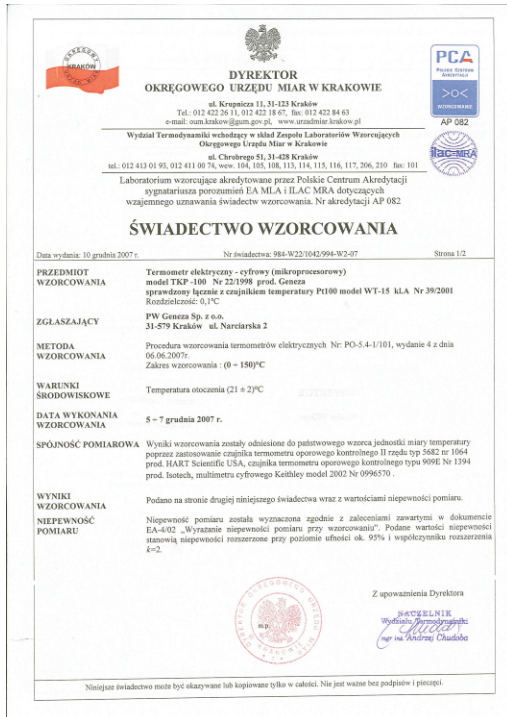 OKRĘGOWY
KRAKÓW
URZĄD MIAR
PCA
POLSKIE CENTRUM
AKREDYTACJI
WZORCOWANIE
AP 082
ilac-MRA
DYREKTOR
OKRĘGOWEGO URZĘDU MIAR W KRAKOWIE
ul. Krupnicza 11, 31-123 Kraków
Tel.: 012 422 26 11, 012 422 18 67, fax: 012 422 84 63
e-mail: oum.krakow@gum.gov.pl, www.urzadmiar.krakow.pl
Wydział Termodynamiki wchodzący w skład Zespołu Laboratoriów Wzorcujących
Okręgowego Urzędu Miar w Krakowie
ul. Chrobrego 51, 31-428 Kraków
tel.: 012 413 01 93, 012 411 00 74, wew. 104, 105, 108, 113, 114, 115, 116, 117, 206, 210 fax: 101
Laboratorium wzorcujące akredytowane przez Polskie Centrum Akredytacji
sygnatariusza porozumień EA MLA i ILAC MRA dotyczących
wzajemnego uznawania świadectw wzorcowania. Nr akredytacji AP 082
ŚWIADECTWO WZORCOWANIA
Data wydania: 10 grudnia 2007 r. Nr świadectwa: 984-W22/1042/994-W2-07 Strona 1/2
PRZEDMIOT WZORCOWANIA
Termometr elektryczny - cyfrowy (mikroprocesorowy)
model TKP -100 Nr 22/1998 prod. Geneza
sprawdzony łącznie z czujnikiem temperatury Pt100 model WT-15 kl.A Nr 39/2001
Rozdzielczość: 0,1ºC
ZGŁASZAJĄCY
PW Geneza Sp. z o.o.
31-579 Kraków ul. Narciarska 2
METODA WZORCOWANIA
Procedura wzorcowania termometrów elektrycznych Nr: PO-5.4-1/101, wydanie 4 z dnia
06.06.2007r.
Zakres wzorcowania : (0 ÷ 150)ºC
WARUNKI ŚRODOWISKOWE
Temperatura otoczenia (21 ± 2)ºC
DATA WYKONANIA WZORCOWANIA
5 ÷ 7 grudnia 2007 r.
SPÓJNOŚĆ POMIAROWA
Wyniki wzorcowania zostały odniesione do państwowego wzorca jednostki miary temperatury
poprzez zastosowanie czujnika termometru oporowego kontrolnego II rzędu typ 5682 nr 1064
prod. HART Scientific USA, czujnika termometru oporowego kontrolnego typu 909E Nr 1394
prod. Isotech, multimetru cyfrowego Keithley model 2002 Nr 0996570 .
WYNIKI WZORCOWANIA
Podano na stronie drugiej niniejszego świadectwa wraz z wartościami niepewności pomiaru.
NIEPEWNOŚĆ POMIARU
Niepewność pomiaru została wyznaczona zgodnie z zaleceniami zawartymi w dokumencie
EA-4/02 „Wyrażanie niepewności pomiaru przy wzorcowaniu". Podane wartości niepewności
stanowią niepewności rozszerzone przy poziomie ufności ok. 95% i współczynniku rozszerzenia
k=2.
DYREKTOR OKRĘGOWEGO URZĘDU MIAR
W KRAKOWIE
m.p.
Z upoważnienia Dyrektora
NACZELNIK
Wydziału Termodynamiki
mgr inż. Andrzej Chudoba
Niniejsze świadectwo może być okazywane lub kopiowane tylko w całości. Nie jest ważne bez podpisów i pieczęci.